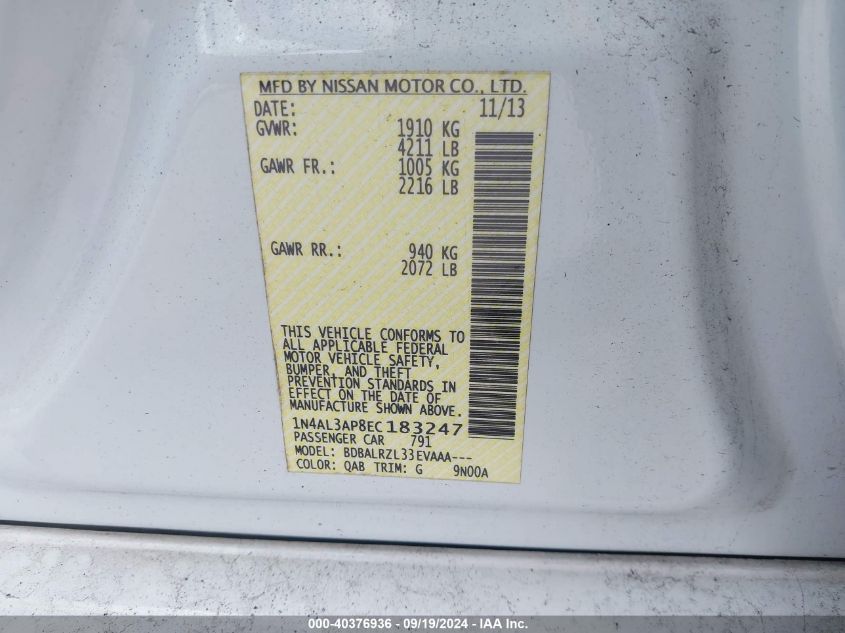 MFD BY NISSAN MOTOR CO., LTD.
DATE: 11/13
GVWR: 1910 KG
4211 LB
GAWR FR.: 1005 KG
2216 LB
GAWR RR.: 940 KG
2072 LB
THIS VEHICLE CONFORMS TO
ALL APPLICABLE FEDERAL
MOTOR VEHICLE SAFETY,
BUMPER, AND THEFT
PREVENTION STANDARDS IN
EFFECT ON THE DATE OF
MANUFACTURE SHOWN ABOVE.
1N4AL3AP8EC183247
PASSENGER CAR 791
MODEL: BDBALRZL33EVAAA---
COLOR: QAB TRIM: G 9N00A
000-40376936 - 09/19/2024 - IAA Inc.